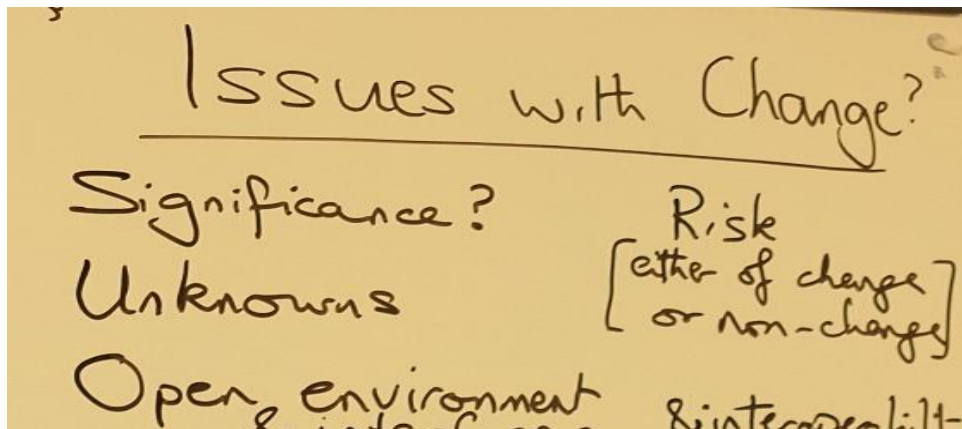 Issues with Change?
Significance?
Risk
[either of change
or non-change]
Unknowns
Open environment